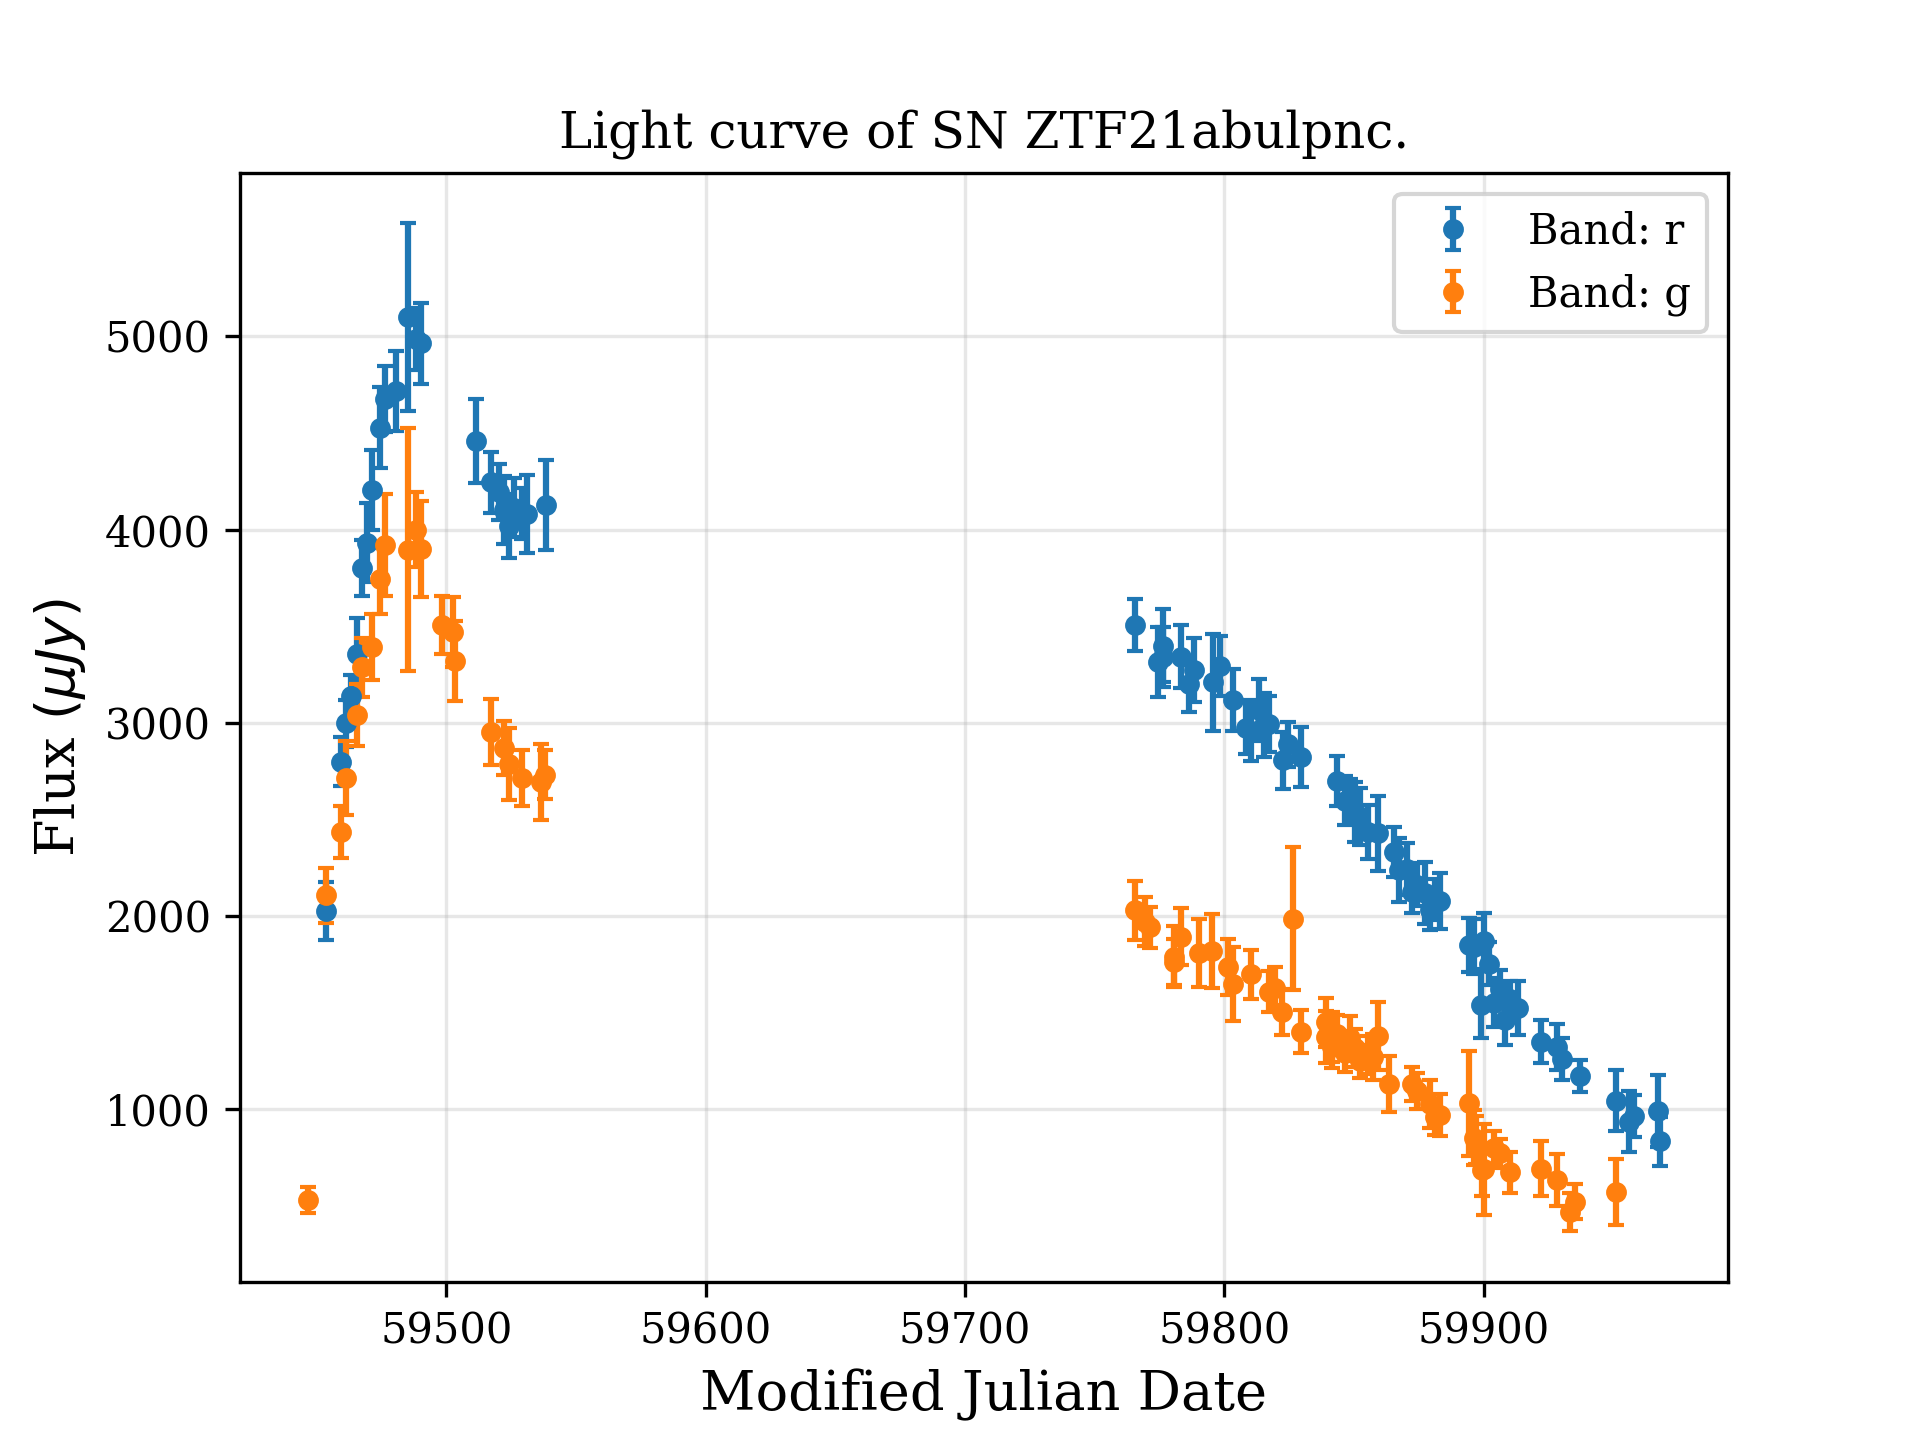 Light curve of SN ZTF21abulpnc.
Band: r
Band: g
Flux (μJy)
5000
4000
3000
2000
1000
59500 59600 59700 59800 59900
Modified Julian Date